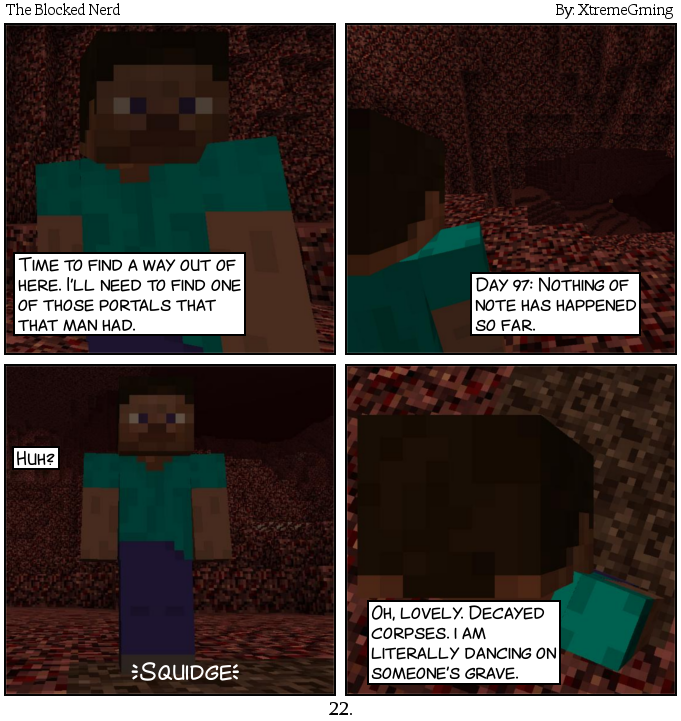 The Blocked Nerd
By: XtremeGming
Time to find a way out of
here. I'll need to find one
of those portals that
that man had.
Day 97: Nothing of
note has happened
so far.
Huh?
Squidge
Oh, lovely. Decayed
corpses. I am
literally dancing on
someone's grave.
22.